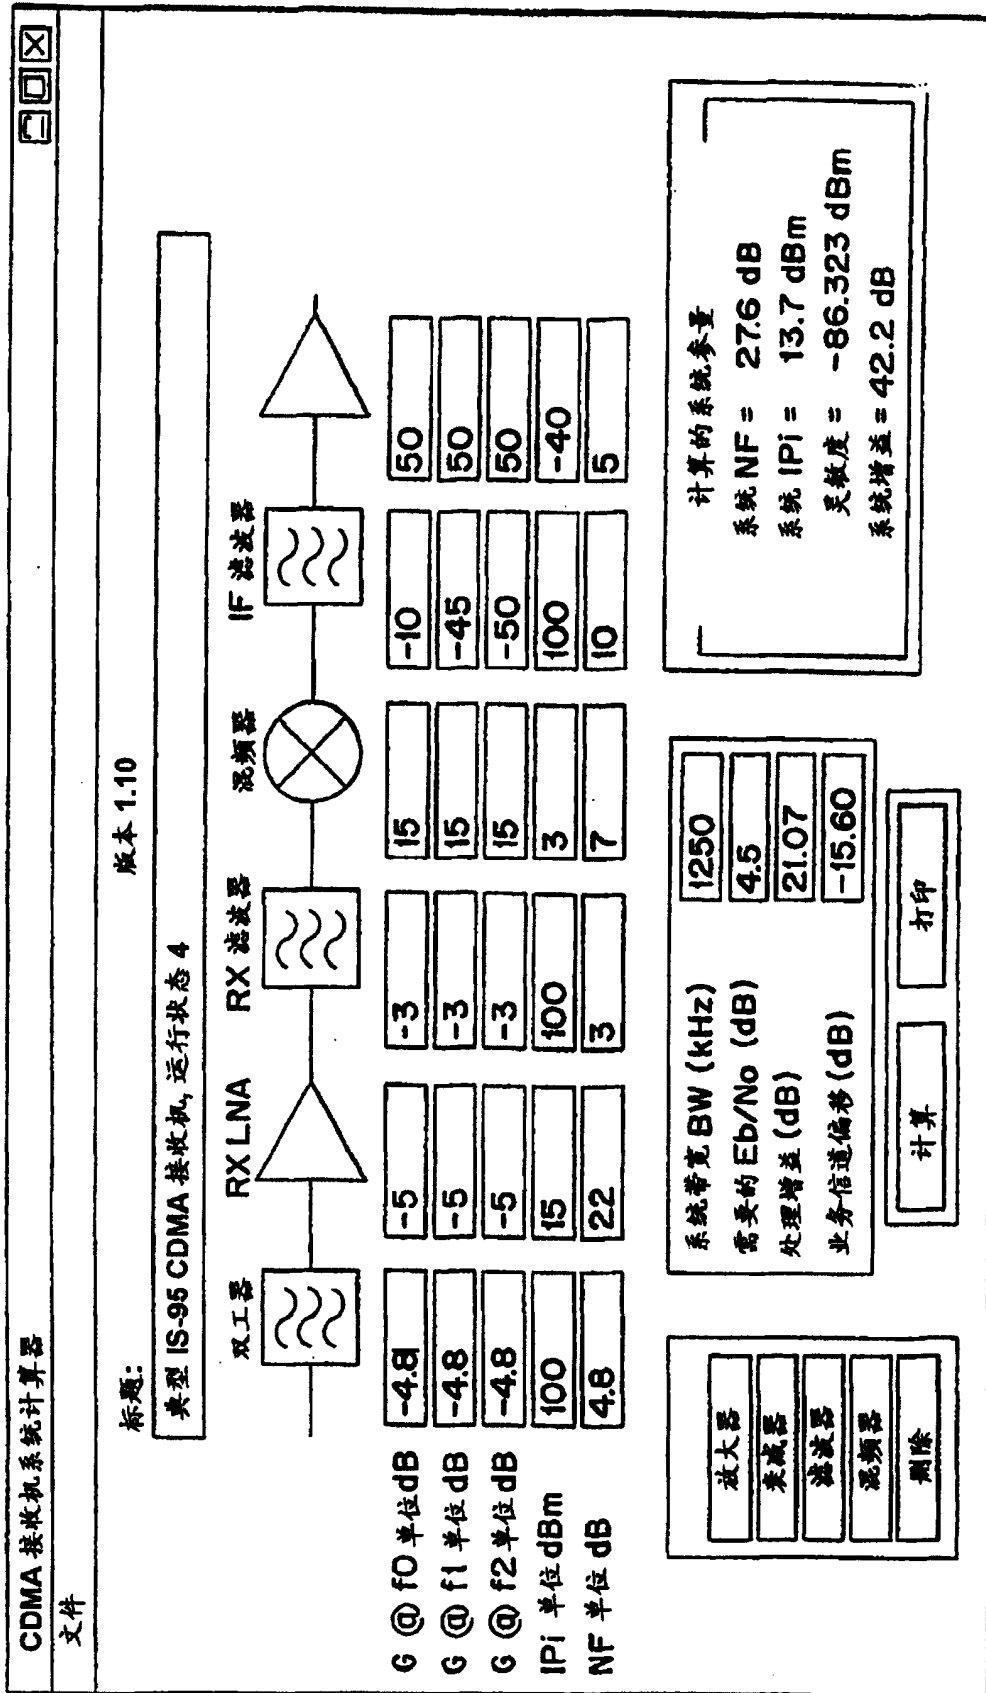 CDMA 接收机系统计算器
文件
标题:
版本 1.10
典型 IS-95 CDMA 接收机, 运行状态 4
双工器 RX LNA RX 滤波器 混频器 IF 滤波器
G @ f0 单位 dB -4.8 -5 -3 15 -10 50
G @ f1 单位 dB -4.8 -5 -3 15 -45 50
G @ f2 单位 dB -4.8 -5 -3 15 -50 50
IPi 单位 dBm 100 15 100 3 100 -40
NF 单位 dB 4.8 22 3 7 10 5
放大器
衰减器
滤波器
混频器
删除
系统带宽 BW (kHz) 1250
需要的 Eb/No (dB) 4.5
处理增益 (dB) 21.07
业务信道偏移 (dB) -15.60
计算 打印
计算的系统参量
系统 NF = 27.6 dB
系统 IPi = 13.7 dBm
灵敏度 = -86.323 dBm
系统增益 = 42.2 dB